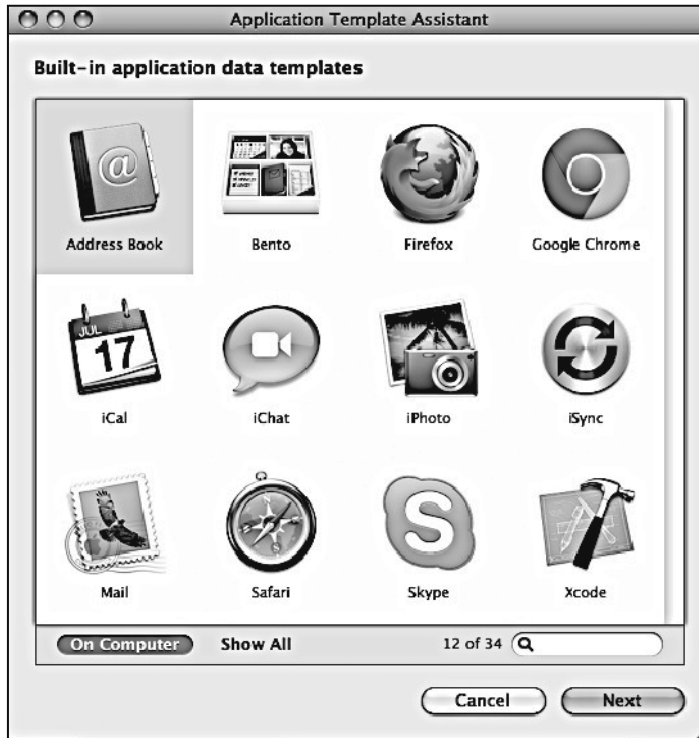 Application Template Assistant
Built-in application data templates
@
Address Book
Bento
Firefox
Google Chrome
JUL
17
iCal
iChat
iPhoto
iSync
Mail
Safari
S
Skype
Xcode
On Computer
Show All
12 of 34
Cancel
Next